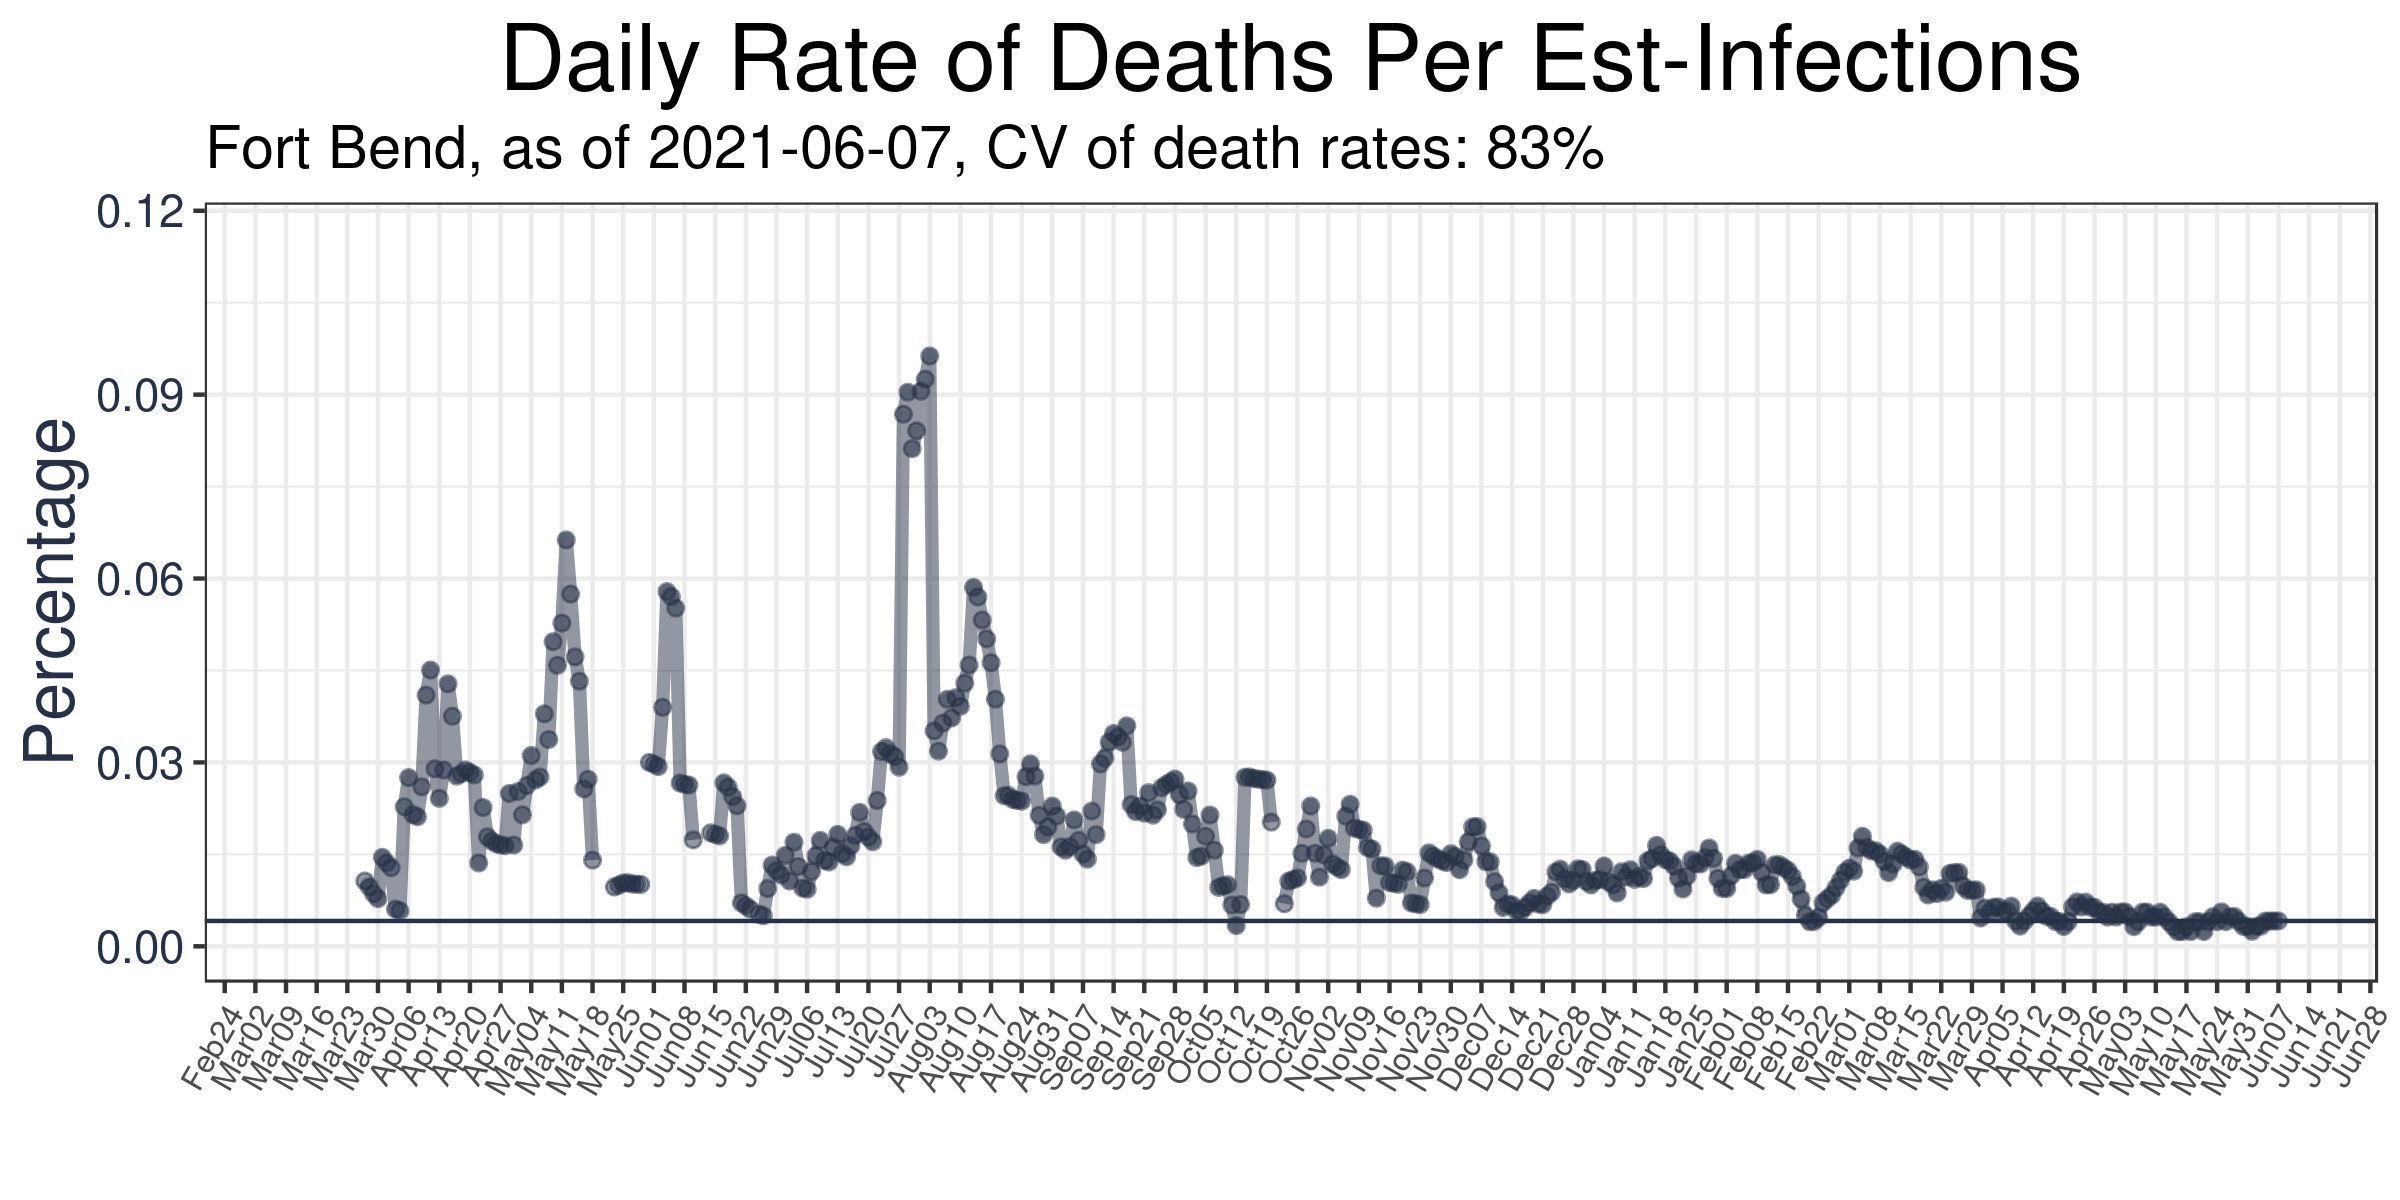 Daily Rate of Deaths Per Est-Infections
Fort Bend, as of 2021-06-07, CV of death rates: 83%
Percentage
0.12
0.09
0.06
0.03
0.00
Feb24
Mar02
Mar09
Mar16
Mar23
Mar30
Apr06
Apr13
Apr20
Apr27
May04
May11
May18
May25
Jun01
Jun08
Jun15
Jun22
Jun29
Jul06
Jul13
Jul20
Jul27
Aug03
Aug10
Aug17
Aug24
Aug31
Sep07
Sep14
Sep21
Sep28
Oct05
Oct12
Oct19
Oct26
Nov02
Nov09
Nov16
Nov23
Nov30
Dec07
Dec14
Dec21
Dec28
Jan04
Jan11
Jan18
Jan25
Feb01
Feb08
Feb15
Feb22
Mar01
Mar08
Mar15
Mar22
Mar29
Apr05
Apr12
Apr19
Apr26
May03
May10
May17
May24
May31
Jun07
Jun14
Jun21
Jun28